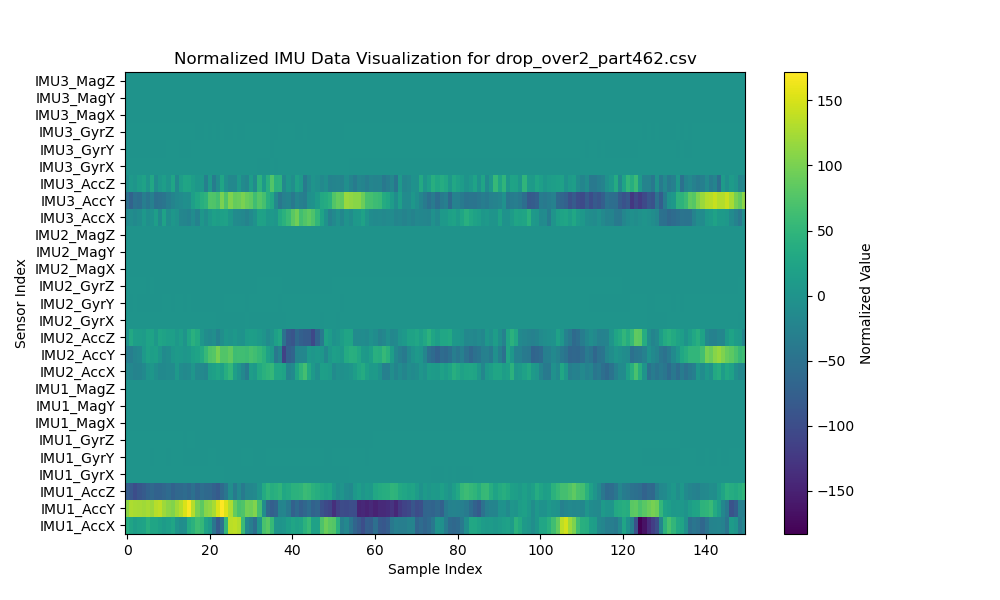 Normalized IMU Data Visualization for drop_over2_part462.csv
IMU3_MagZ
IMU3_MagY
IMU3_MagX
IMU3_GyrZ
IMU3_GyrY
IMU3_GyrX
IMU3_AccZ
IMU3_AccY
IMU3_AccX
IMU2_MagZ
IMU2_MagY
IMU2_MagX
IMU2_GyrZ
IMU2_GyrY
IMU2_GyrX
IMU2_AccZ
IMU2_AccY
IMU2_AccX
IMU1_MagZ
IMU1_MagY
IMU1_MagX
IMU1_GyrZ
IMU1_GyrY
IMU1_GyrX
IMU1_AccZ
IMU1_AccY
IMU1_AccX
Sensor Index
0 20 40 60 80 100 120 140
Sample Index
150
100
50
0
−50
−100
−150
Normalized Value